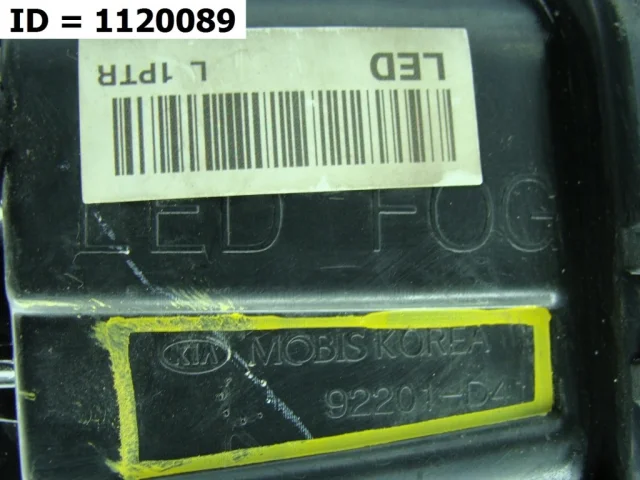 ID = 1120089
LED
L 1PTR
LED FOG
KIA MOBIS KOREA
92201-D4